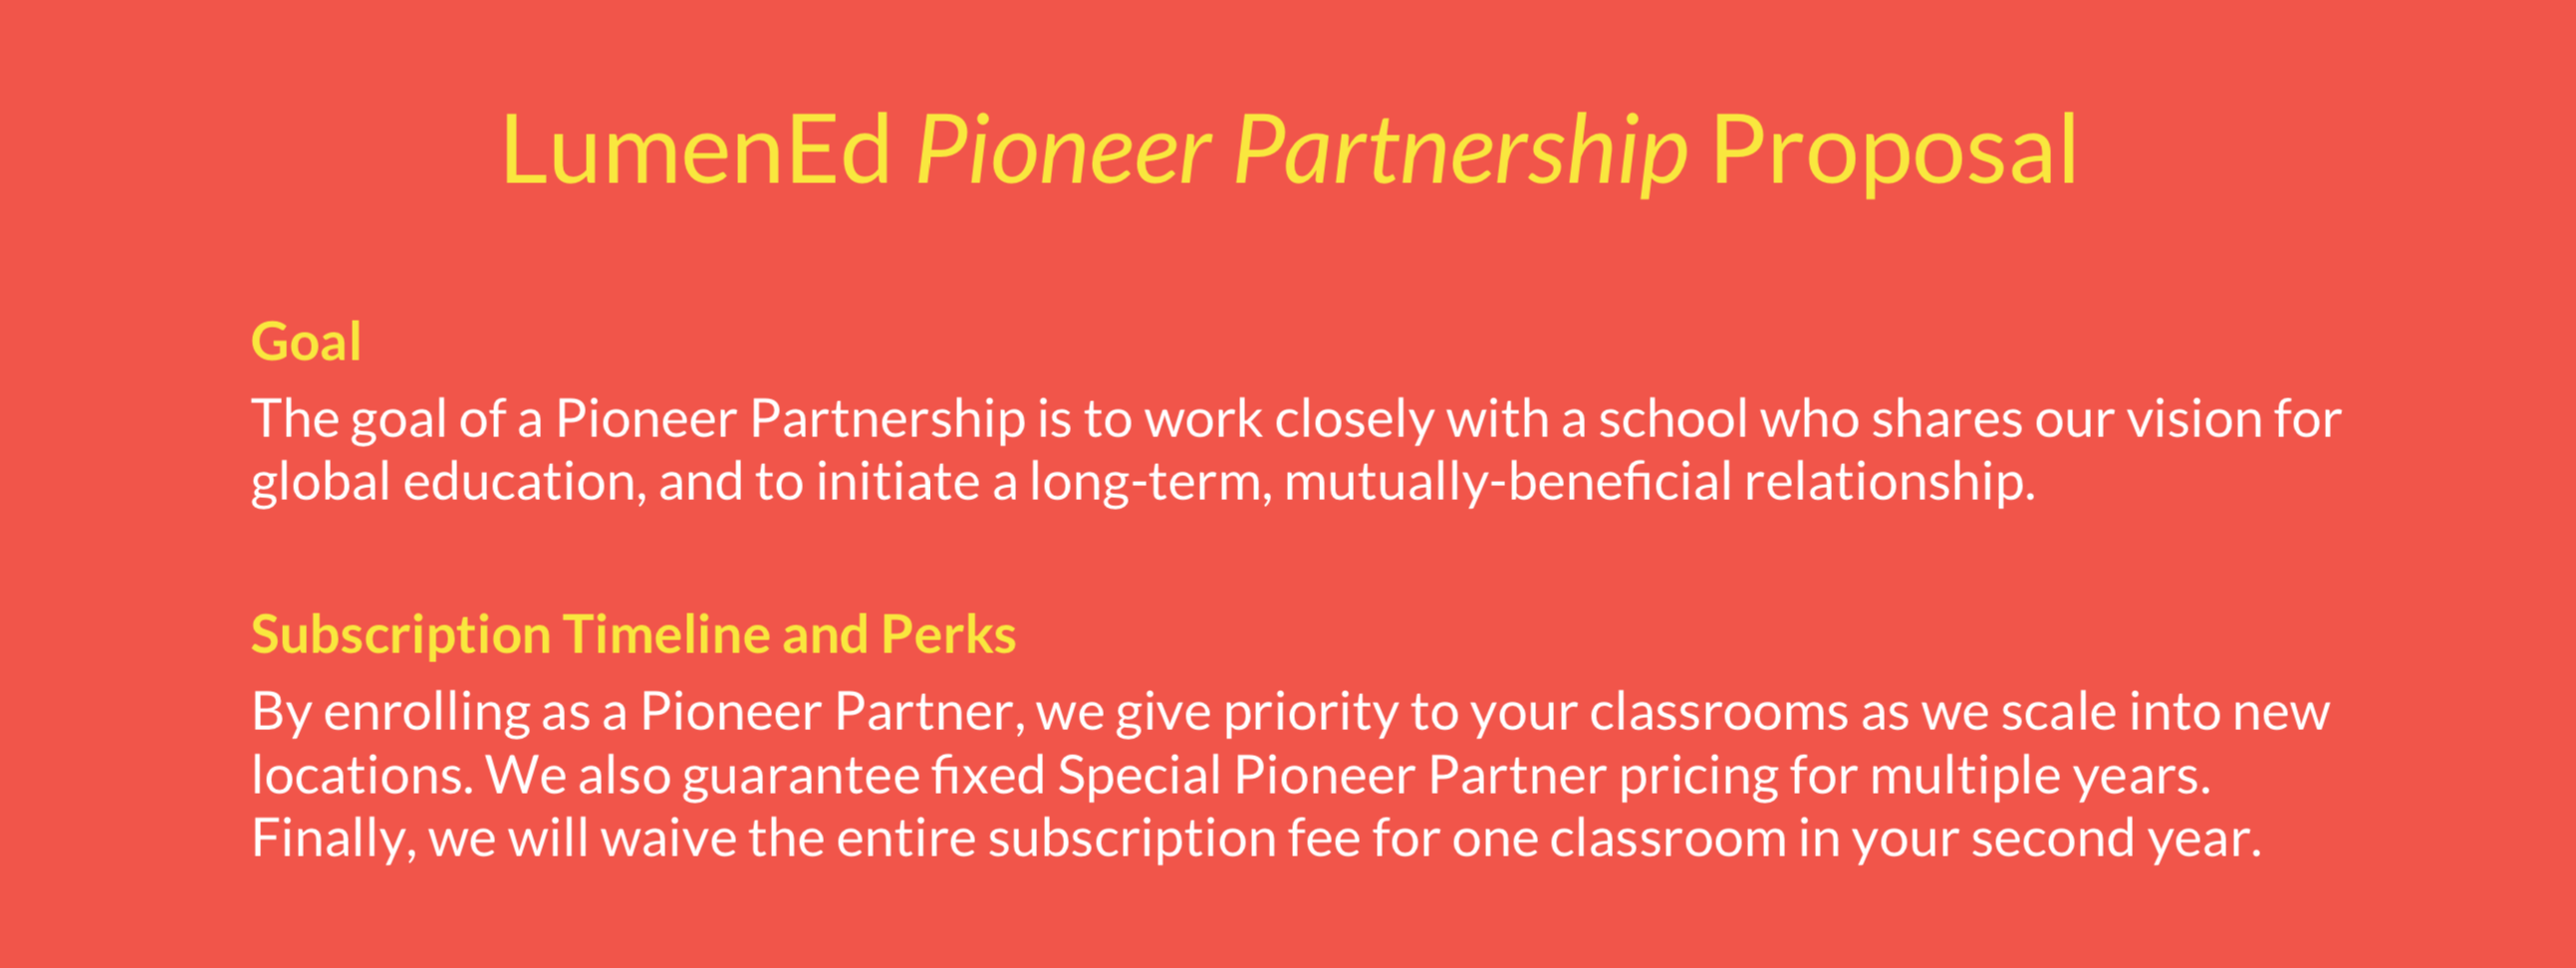 LumenEd Pioneer Partnership Proposal
Goal
The goal of a Pioneer Partnership is to work closely with a school who shares our vision for
global education, and to initiate a long-term, mutually-beneficial relationship.
Subscription Timeline and Perks
By enrolling as a Pioneer Partner, we give priority to your classrooms as we scale into new
locations. We also guarantee fixed Special Pioneer Partner pricing for multiple years.
Finally, we will waive the entire subscription fee for one classroom in your second year.